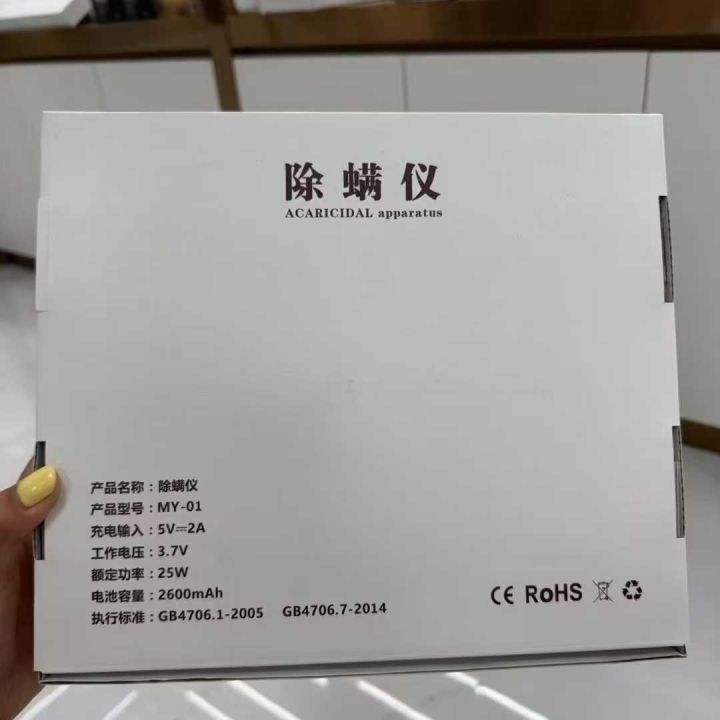 除螨仪
ACARICIDAL apparatus
产品名称：除螨仪
产品型号：MY-01
充电输入：5V⎓2A
工作电压：3.7V
额定功率：25W
电池容量：2600mAh
执行标准：GB4706.1-2005 GB4706.7-2014
CE RoHS